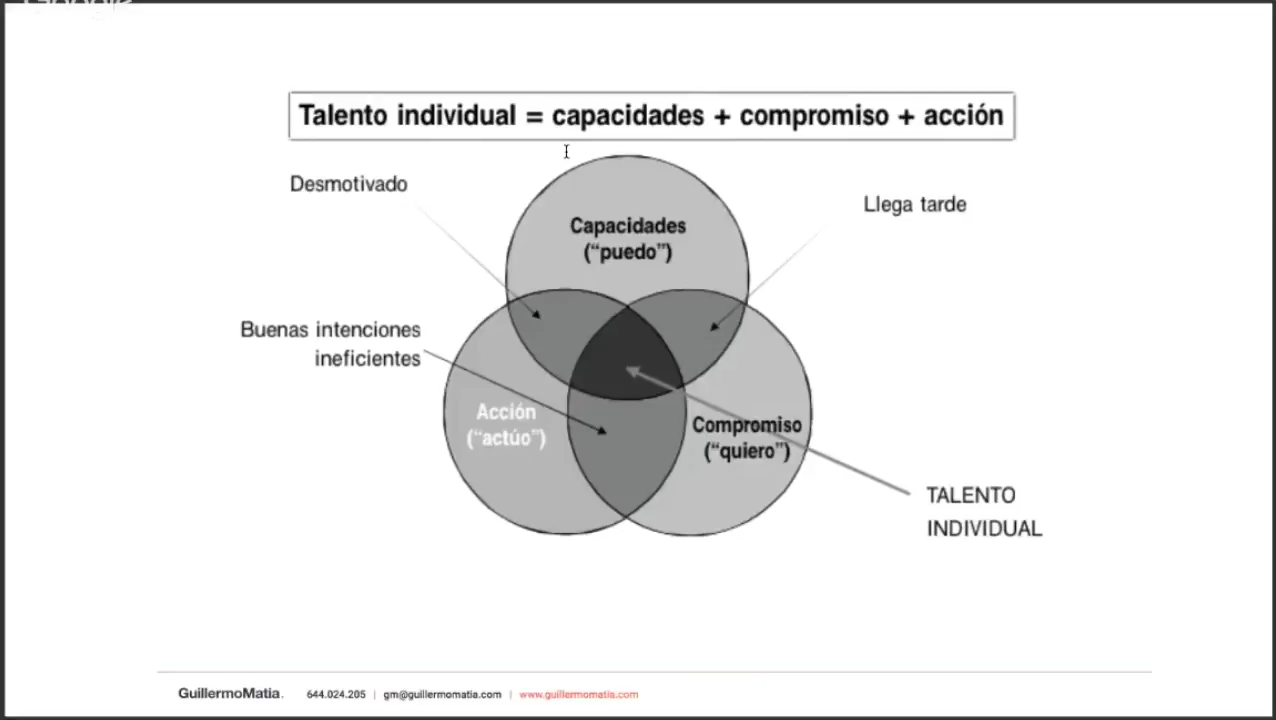 Talento individual = capacidades + compromiso + acción
Desmotivado
Llega tarde
Capacidades
(“puedo”)
Buenas intenciones
ineficientes
Acción
(“actúo”)
Compromiso
(“quiero”)
TALENTO
INDIVIDUAL
GuillermoMatia. 644.024.205 | gm@guillermomatia.com | www.guillermomatia.com